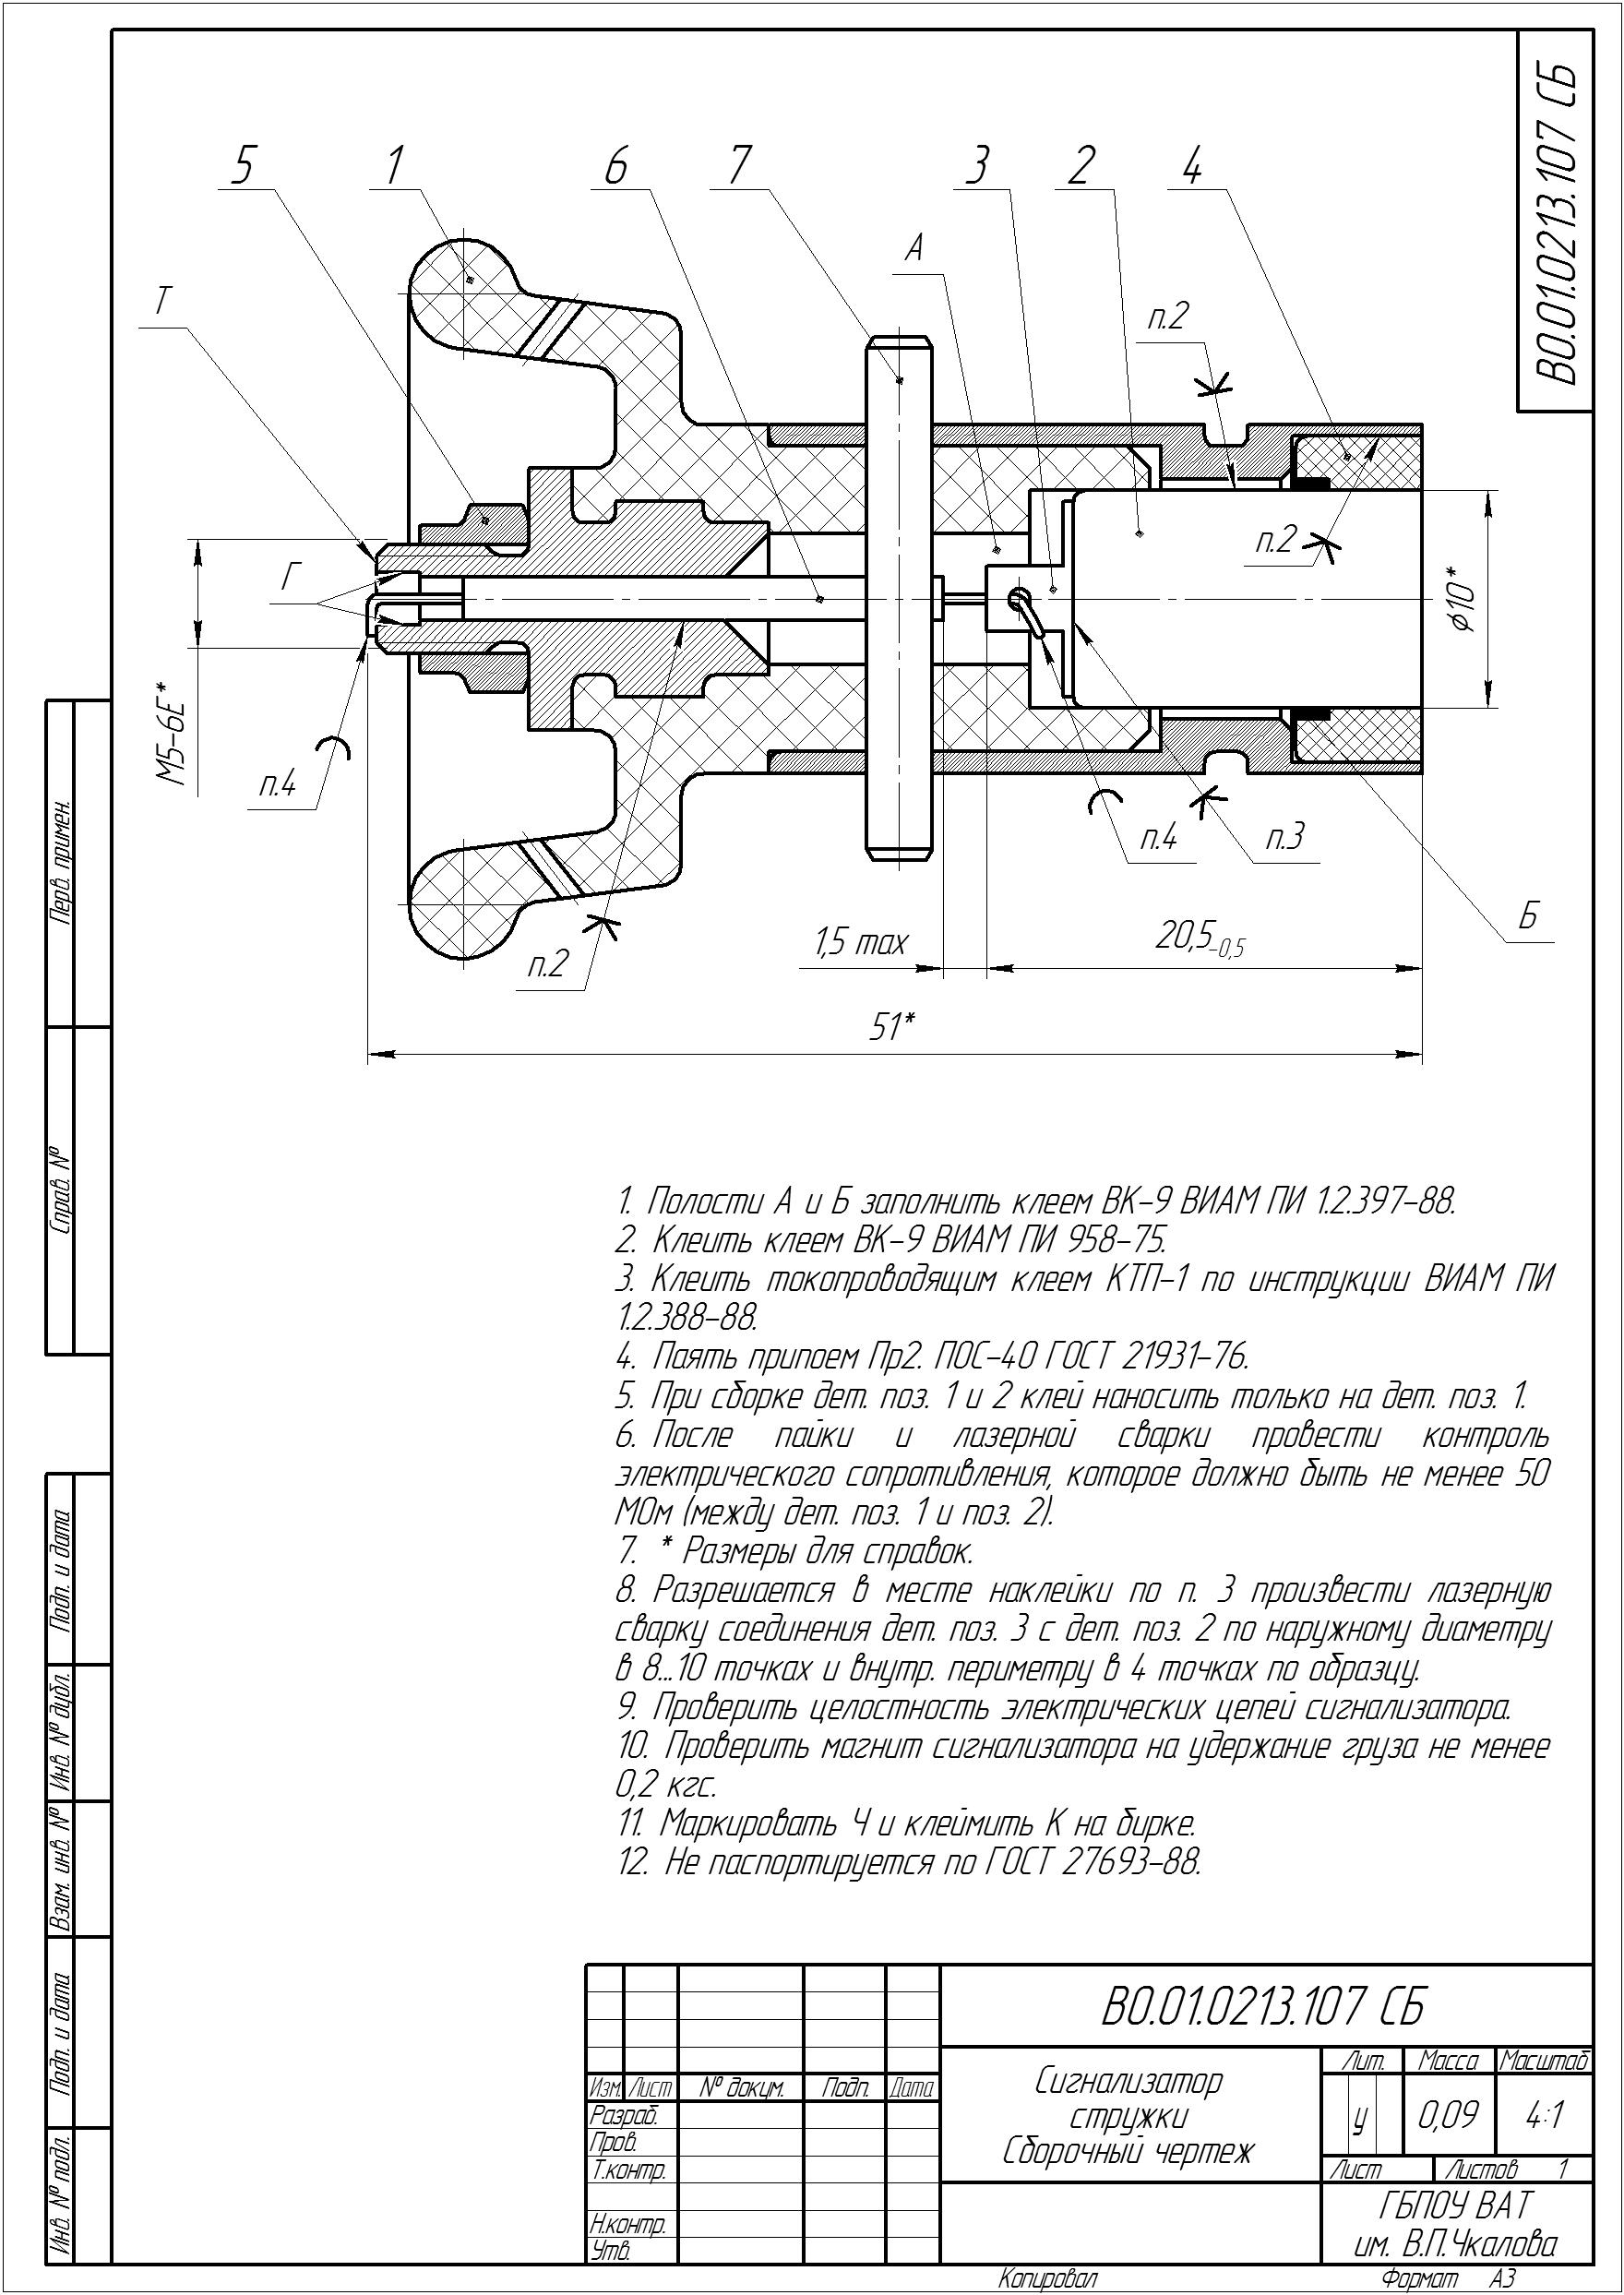 В0.01.0213.107 СБ
5
1
6
7
3
2
4
А
Т
п.2
п.2
Г
⌀10*
М5-6Е*
п.4
п.4
п.3
Б
п.2
1,5 max
20,5-0,5
51*
1. Полости А и Б заполнить клеем ВК-9 ВИАМ ПИ 1.2.397-88.
2. Клеить клеем ВК-9 ВИАМ ПИ 958-75.
3. Клеить токопроводящим клеем КТП-1 по инструкции ВИАМ ПИ
1.2.388-88.
4. Паять припоем Пр2. ПОС-40 ГОСТ 21931-76.
5. При сборке дет. поз. 1 и 2 клей наносить только на дет. поз. 1.
6. После пайки и лазерной сварки провести контроль
электрического сопротивления, которое должно быть не менее 50
МОм (между дет. поз. 1 и поз. 2).
7. * Размеры для справок.
8. Разрешается в месте наклейки по п. 3 произвести лазерную
сварку соединения дет. поз. 3 с дет. поз. 2 по наружному диаметру
в 8...10 точках и внутр. периметру в 4 точках по образцу.
9. Проверить целостность электрических цепей сигнализатора.
10. Проверить магнит сигнализатора на удержание груза не менее
0,2 кгс.
11. Маркировать Ч и клеймить К на бирке.
12. Не паспортируется по ГОСТ 27693-88.
Перв. примен.
Справ. №
Подп. и дата
Инв. № дубл.
Взам. инв. №
Подп. и дата
Инв. № подл.
В0.01.0213.107 СБ
Изм. Лист № докум. Подп. Дата
Разраб.
Пров.
Т.контр.
Н.контр.
Утв.
Сигнализатор
стружки
Сборочный чертеж
Лит. Масса Масштаб
у 0,09 4:1
Лист Листов 1
ГБПОУ ВАТ
им. В.П.Чкалова
Копировал Формат А3